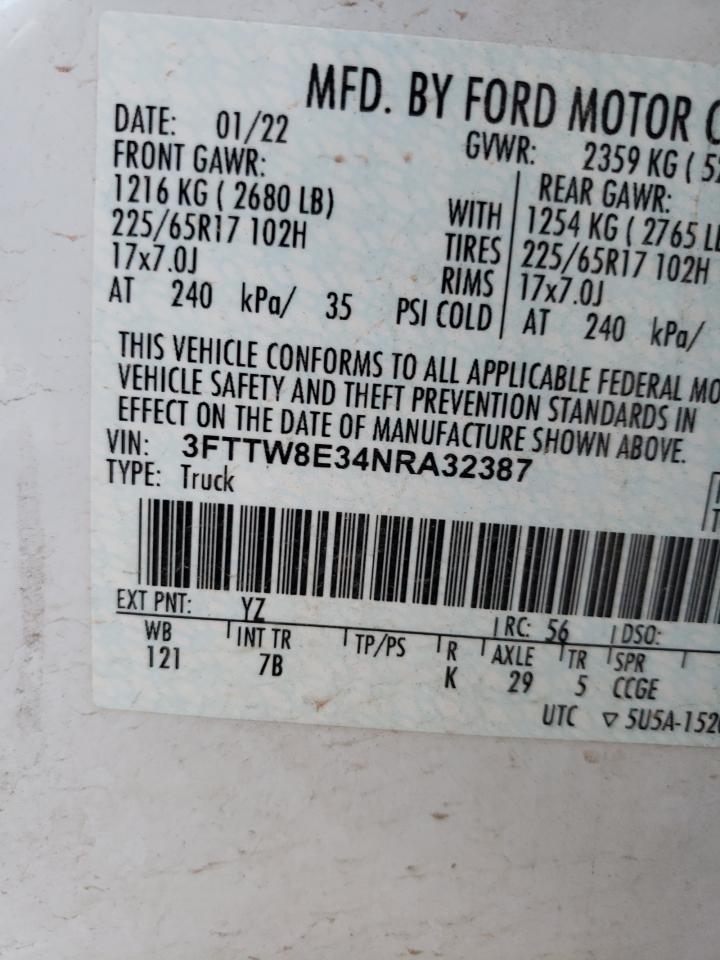 MFD. BY FORD MOTOR
DATE: 01/22 GVWR: 2359 KG (
FRONT GAWR: REAR GAWR:
1216 KG ( 2680 LB) WITH 1254 KG ( 2765 LB
225/65R17 102H TIRES 225/65R17 102H
17x7.0J RIMS 17x7.0J
AT 240 kPa/ 35 PSI COLD AT 240 kPa/
THIS VEHICLE CONFORMS TO ALL APPLICABLE FEDERAL MO
VEHICLE SAFETY AND THEFT PREVENTION STANDARDS IN
EFFECT ON THE DATE OF MANUFACTURE SHOWN ABOVE.
VIN: 3FTTW8E34NRA32387
TYPE: Truck
EXT PNT: YZ RC: 56 DSO:
WB INT TR TP/PS R AXLE TR SPR
121 7B K 29 5 CCGE
UTC ▽ 5U5A-152